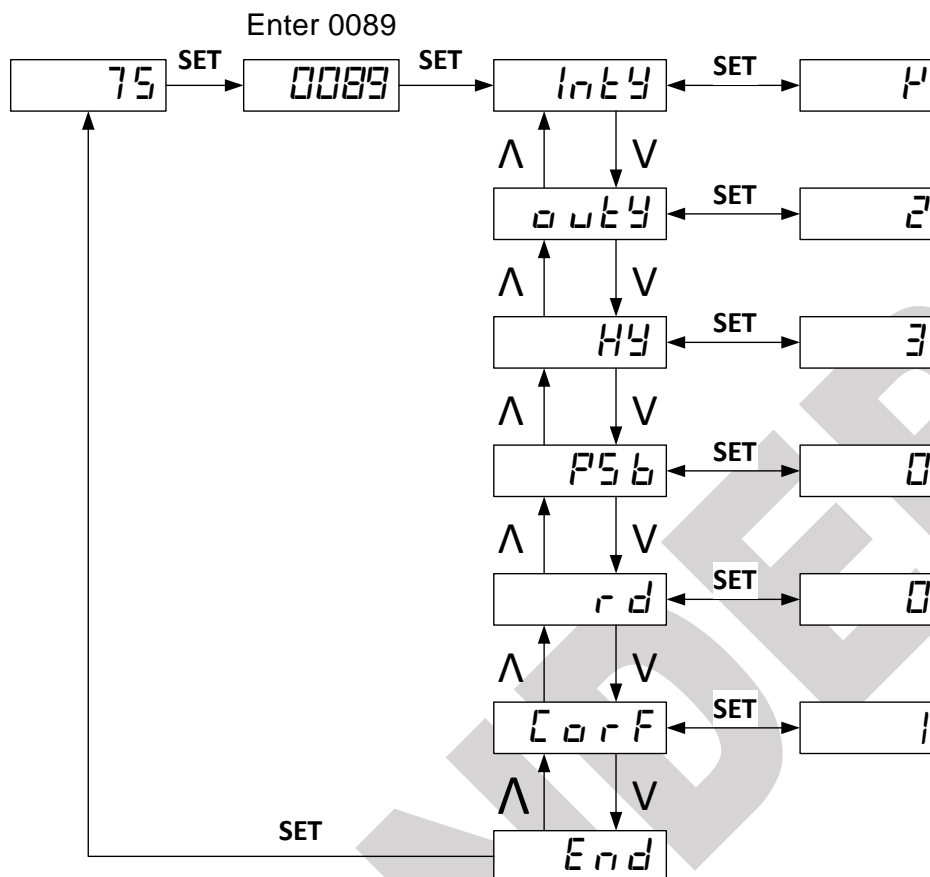 Enter 0089
75 SET 0089 SET IntY SET K
Λ V
outY SET 2
Λ V
HY SET 3
Λ V
PSb SET 0
Λ V
rd SET 0
Λ V
CorF SET 1
Λ V
SET End